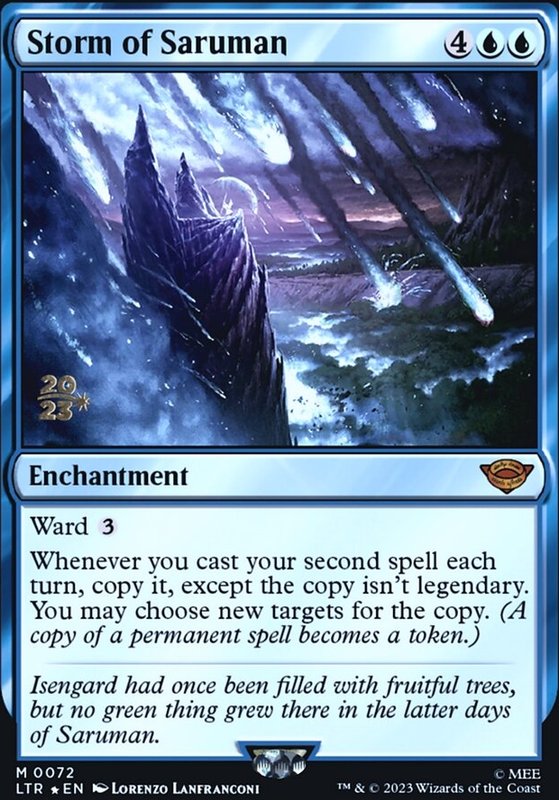 Storm of Saruman 4
20
23
Enchantment
Ward 3
Whenever you cast your second spell each
turn, copy it, except the copy isn't legendary.
You may choose new targets for the copy. (A
copy of a permanent spell becomes a token.)
Isengard had once been filled with fruitful trees,
but no green thing grew there in the latter days
of Saruman.
M 0072 © MEE
LTR ★ EN Lorenzo Lanfranconi ™ & © 2023 Wizards of the Coast